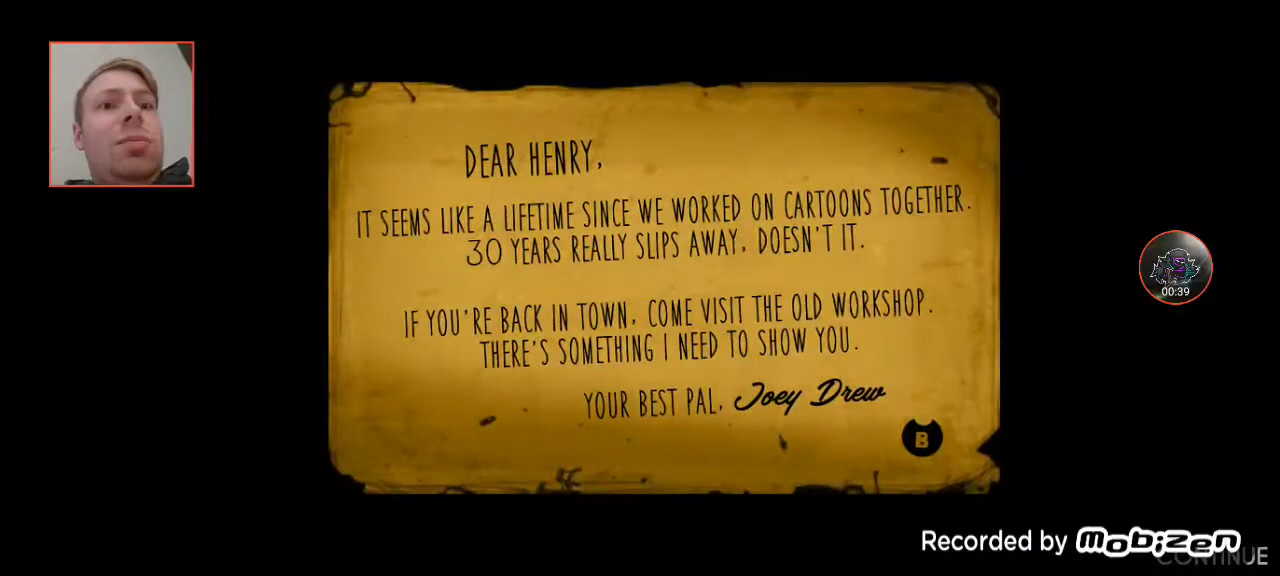 DEAR HENRY,
IT SEEMS LIKE A LIFETIME SINCE WE WORKED ON CARTOONS TOGETHER.
30 YEARS REALLY SLIPS AWAY, DOESN'T IT.
IF YOU'RE BACK IN TOWN, COME VISIT THE OLD WORKSHOP.
THERE'S SOMETHING I NEED TO SHOW YOU.
YOUR BEST PAL, Joey Drew
B
00:39
Recorded by mobizen
CONTINUE